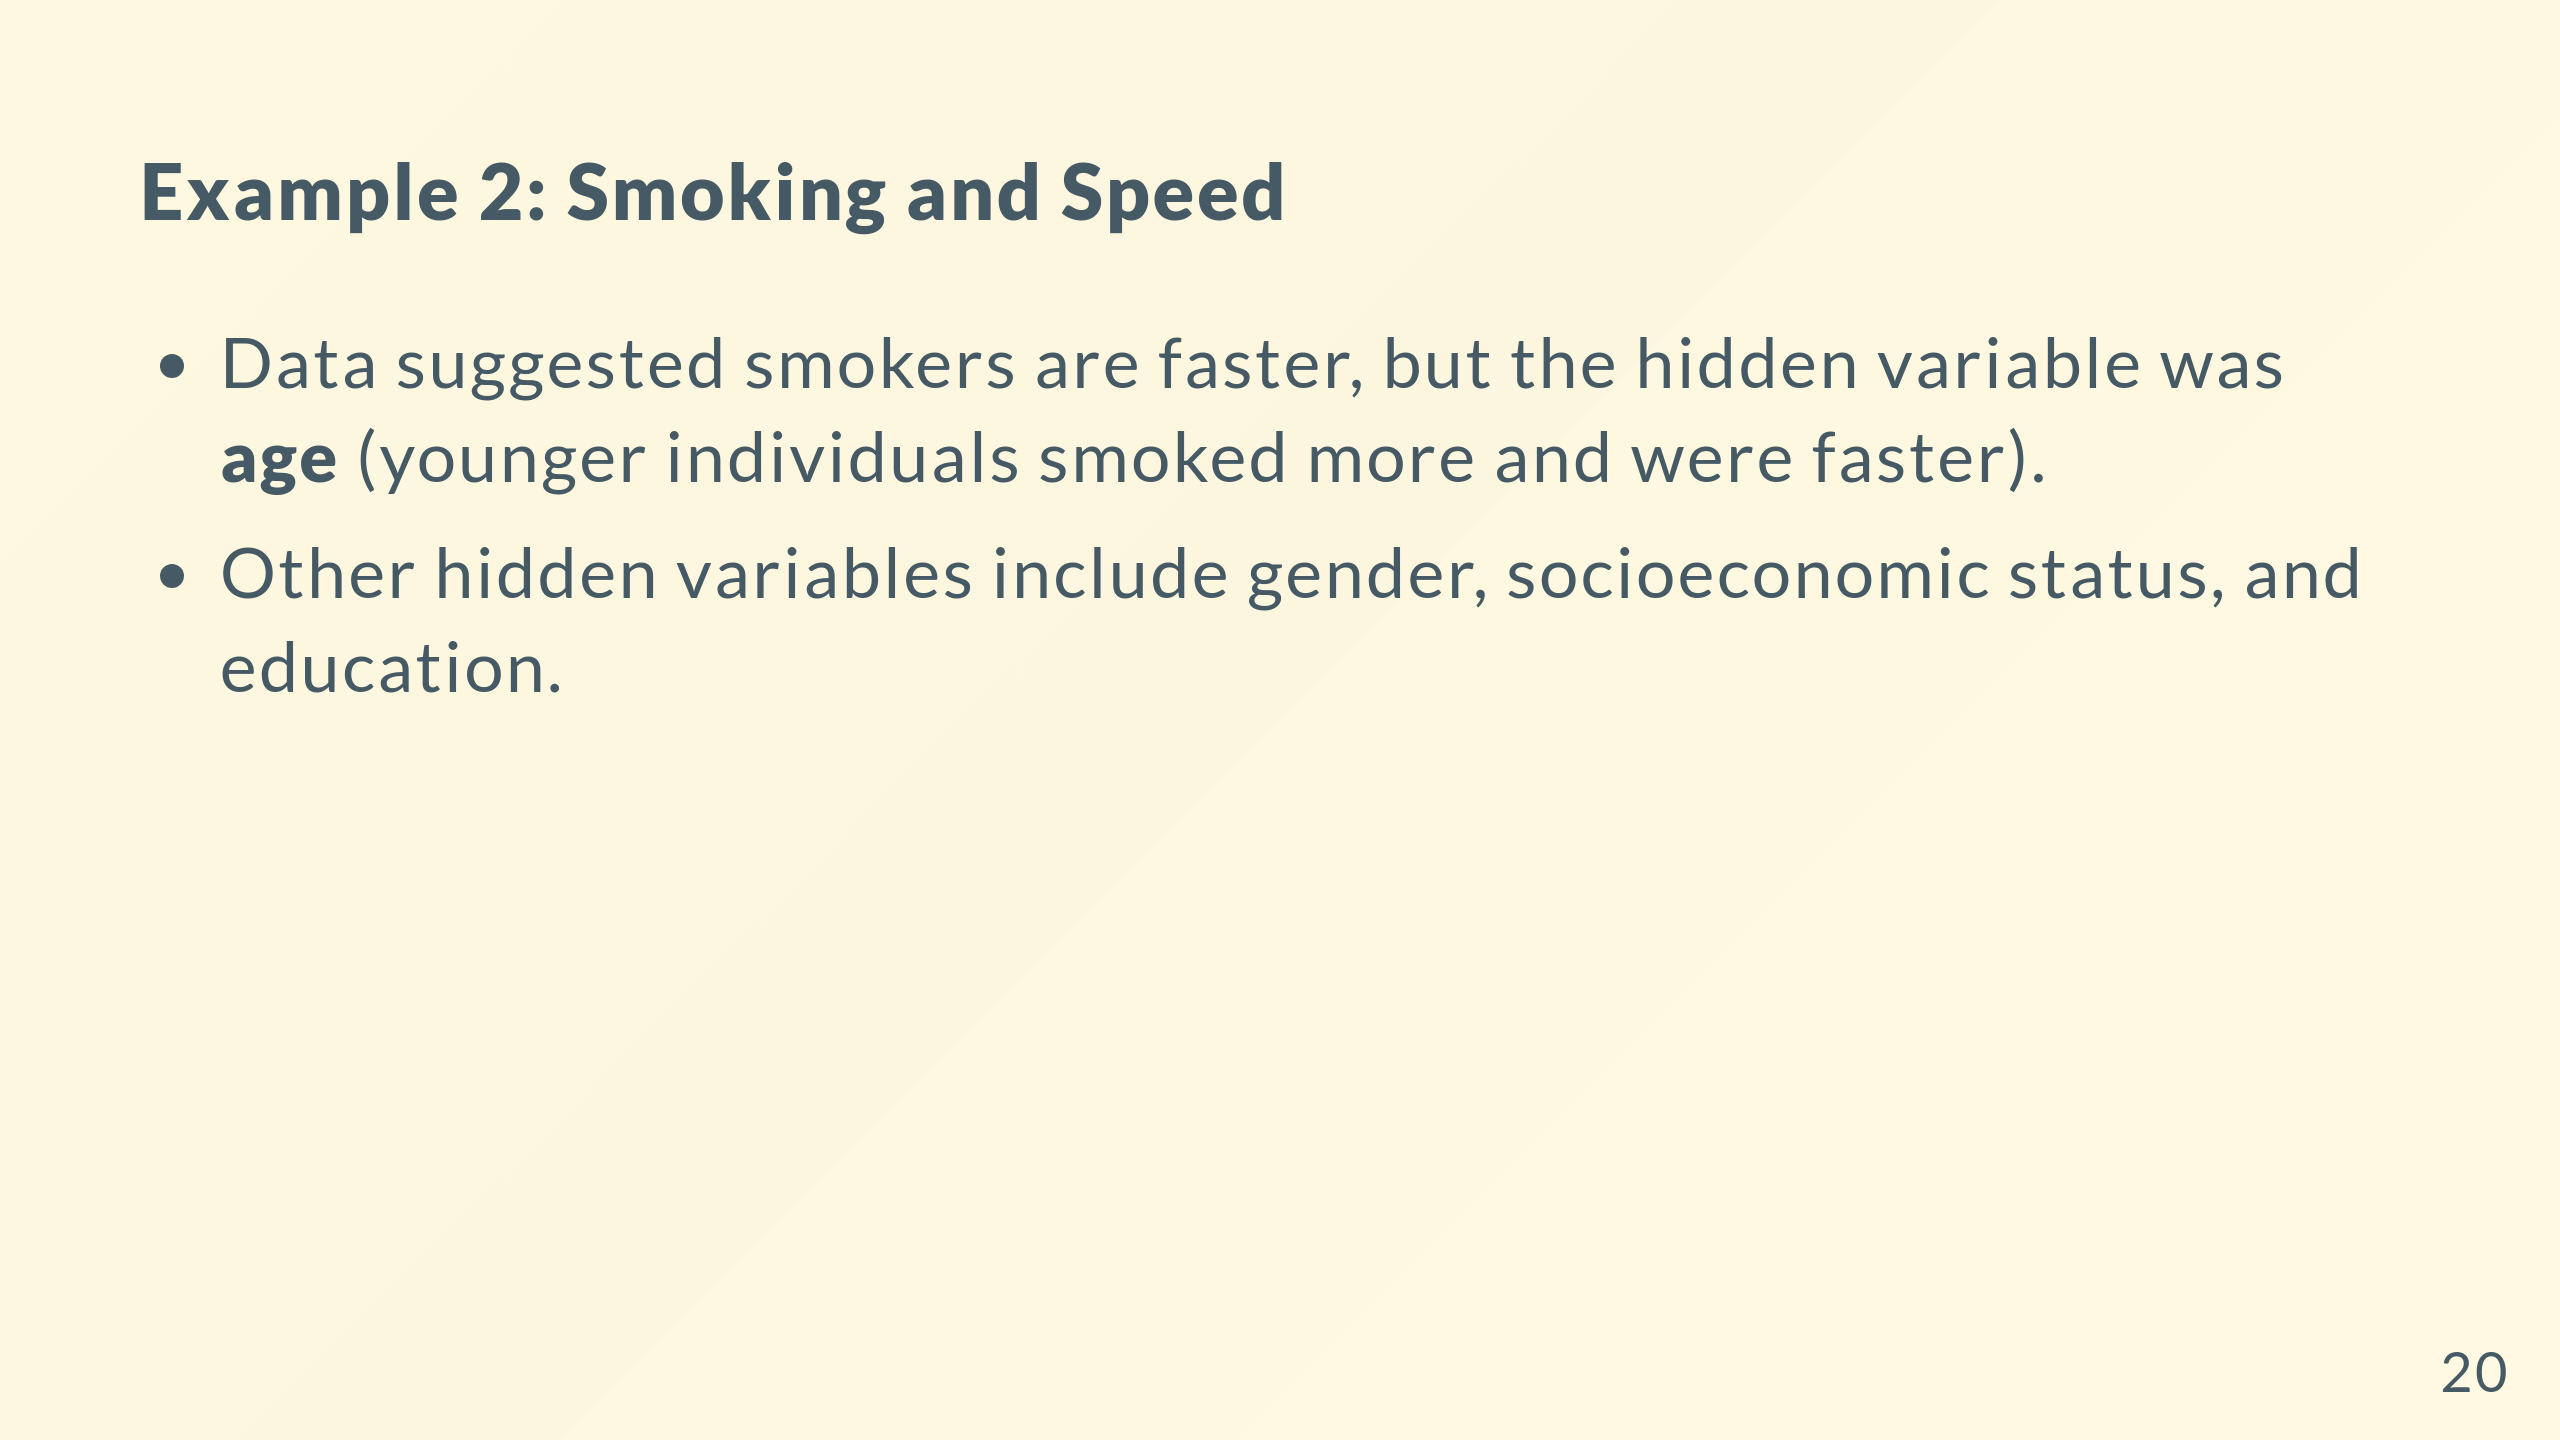 Example 2: Smoking and Speed
• Data suggested smokers are faster, but the hidden variable was
age (younger individuals smoked more and were faster).
• Other hidden variables include gender, socioeconomic status, and
education.
20